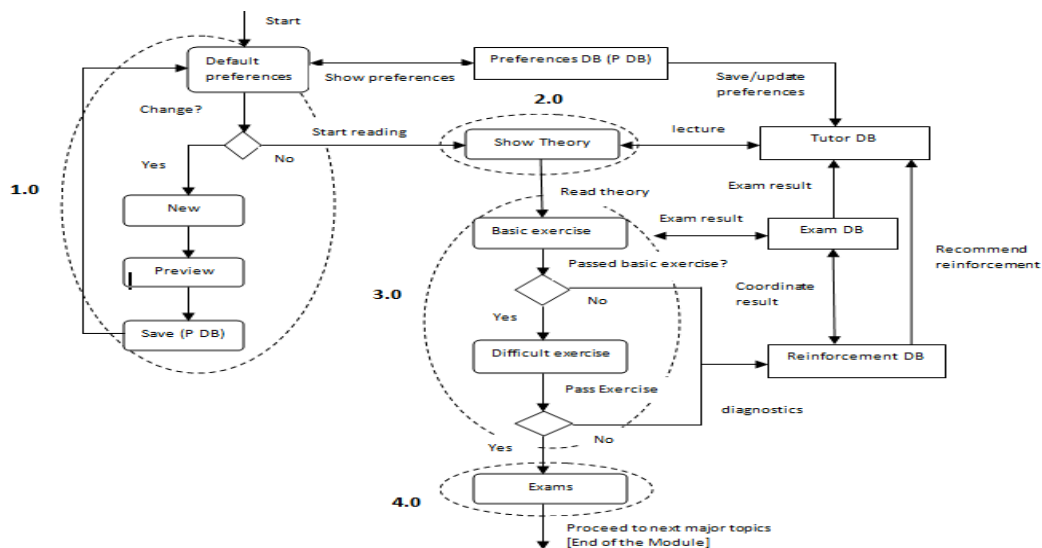 Start
Default
preferences
Show preferences
Preferences DB (P DB)
Save/update
preferences
Change?
2.0
Start reading
Show Theory
lecture
Tutor DB
Yes
No
1.0
Read theory
Exam result
New
Basic exercise
Exam result
Exam DB
Recommend
reinforcement
Preview
Passed basic exercise?
Coordinate
result
3.0
No
Yes
Save (P DB)
Difficult exercise
Reinforcement DB
Pass Exercise
diagnostics
Yes
No
Exams
4.0
Proceed to next major topics
[End of the Module]